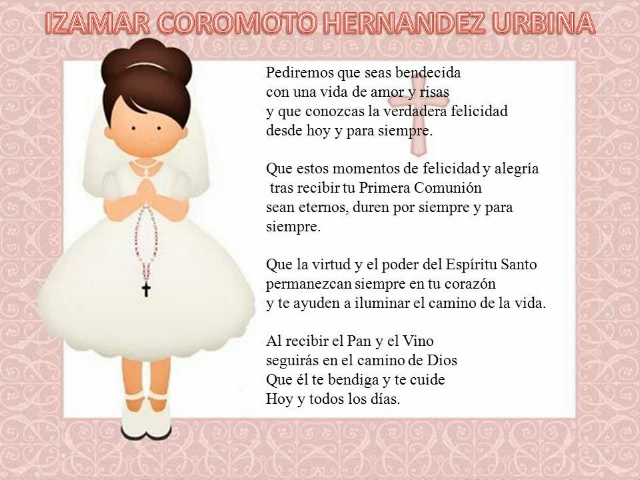 IZAMAR COROMOTO HERNANDEZ URBINA
Pediremos que seas bendecida
con una vida de amor y risas
y que conozcas la verdadera felicidad
desde hoy y para siempre.
Que estos momentos de felicidad y alegría
tras recibir tu Primera Comunión
sean eternos, duren por siempre y para
siempre.
Que la virtud y el poder del Espíritu Santo
permanezcan siempre en tu corazón
y te ayuden a iluminar el camino de la vida.
Al recibir el Pan y el Vino
seguirás en el camino de Dios
Que él te bendiga y te cuide
Hoy y todos los días.